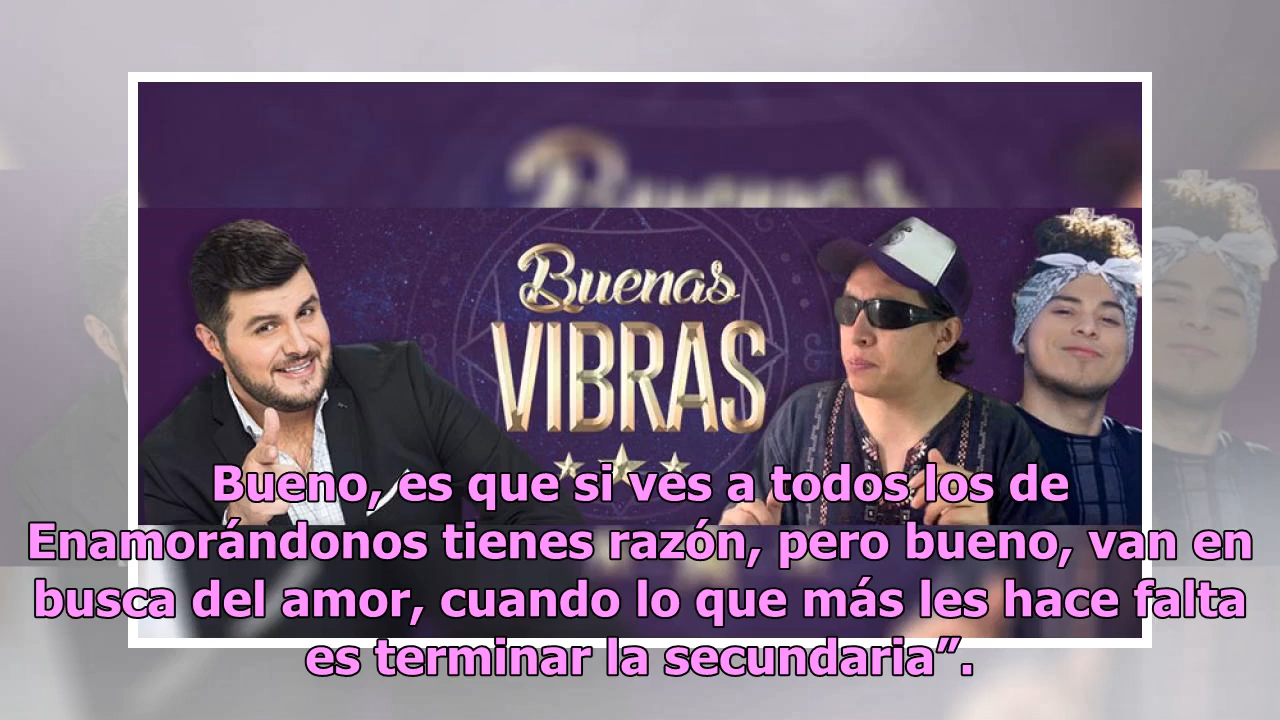 Buenas
VIBRAS
Bueno, es que si ves a todos los de
Enamorándonos tienes razón, pero bueno, van en
busca del amor, cuando lo que más les hace falta
es terminar la secundaria”.